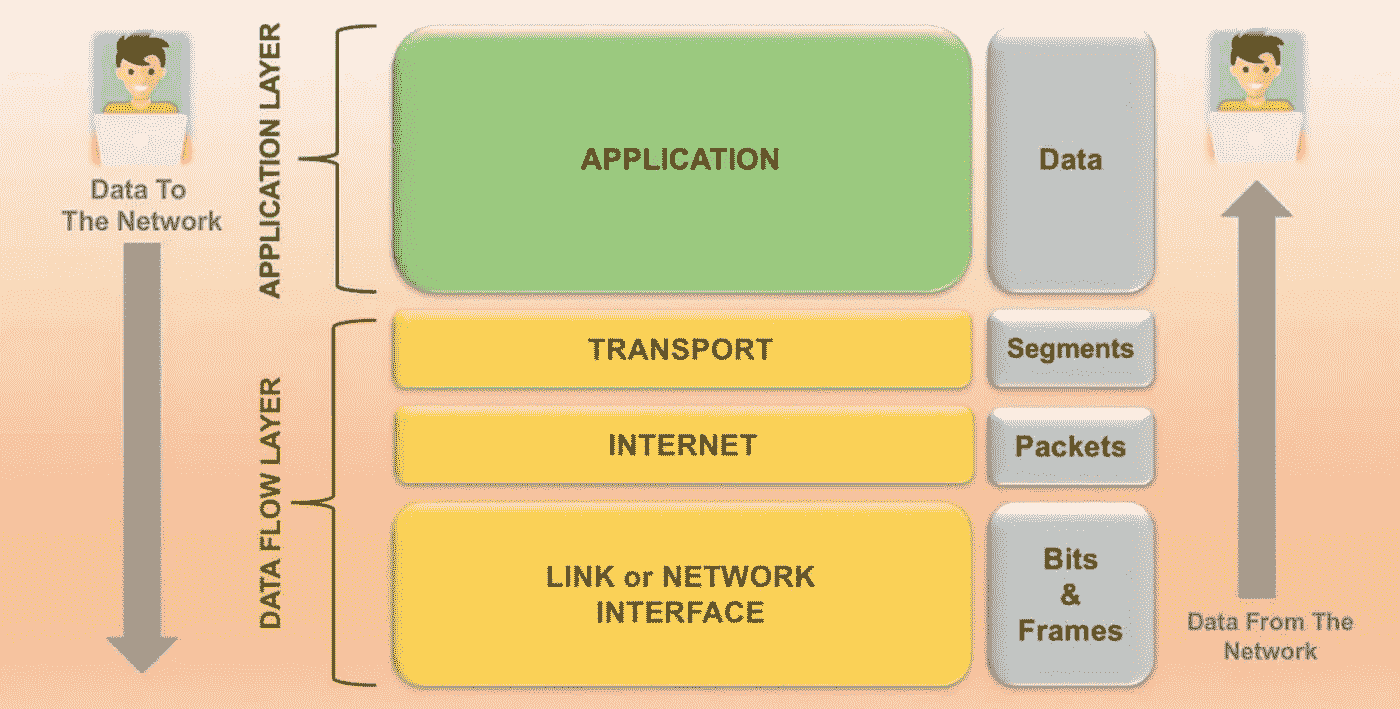 Data To
The Network
APPLICATION LAYER
DATA FLOW LAYER
APPLICATION
Data
TRANSPORT
Segments
INTERNET
Packets
LINK or NETWORK
INTERFACE
Bits
&
Frames
Data From The
Network